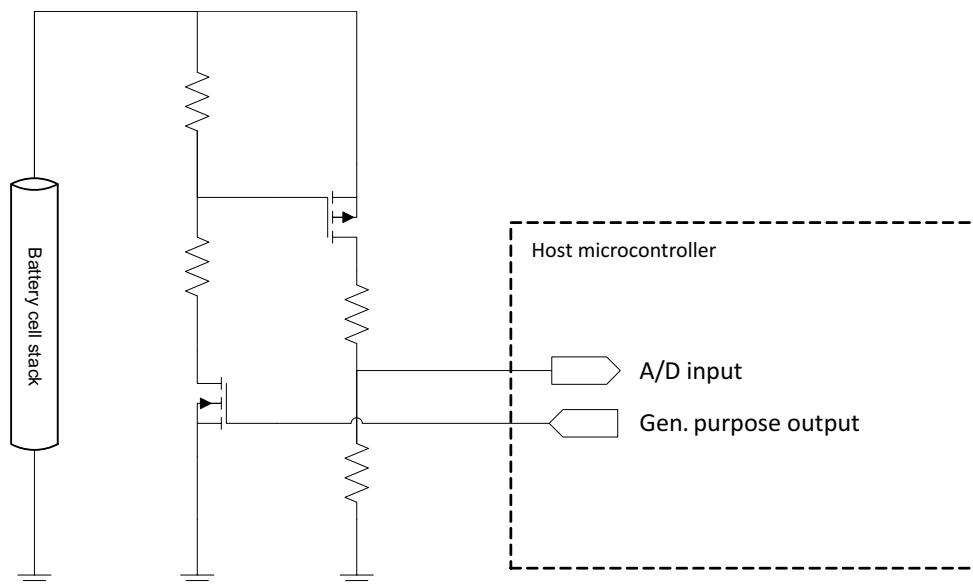 Battery cell stack
Host microcontroller
A/D input
Gen. purpose output